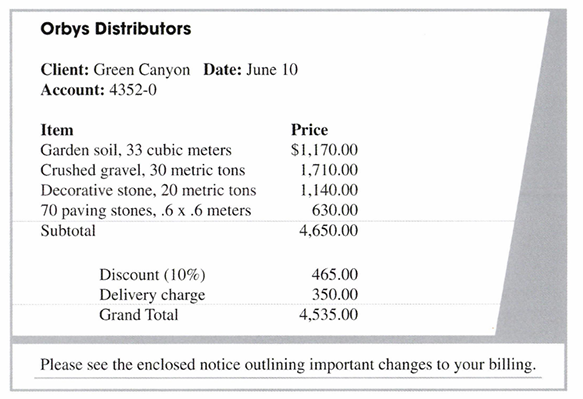 Orbys Distributors
Client: Green Canyon Date: June 10
Account: 4352-0
Item Price
Garden soil, 33 cubic meters $1,170.00
Crushed gravel, 30 metric tons 1,710.00
Decorative stone, 20 metric tons 1,140.00
70 paving stones, .6 x .6 meters 630.00
Subtotal 4,650.00
Discount (10%) 465.00
Delivery charge 350.00
Grand Total 4,535.00
Please see the enclosed notice outlining important changes to your billing.